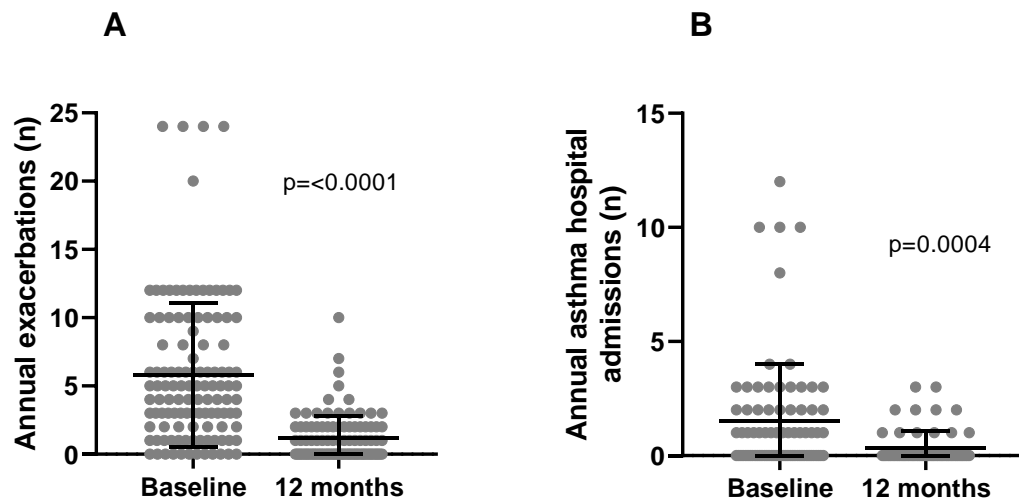 A
Annual exacerbations (n)
25
20
15
10
5
0
p=<0.0001
Baseline 12 months
B
Annual asthma hospital
admissions (n)
15
10
5
0
p=0.0004
Baseline 12 months